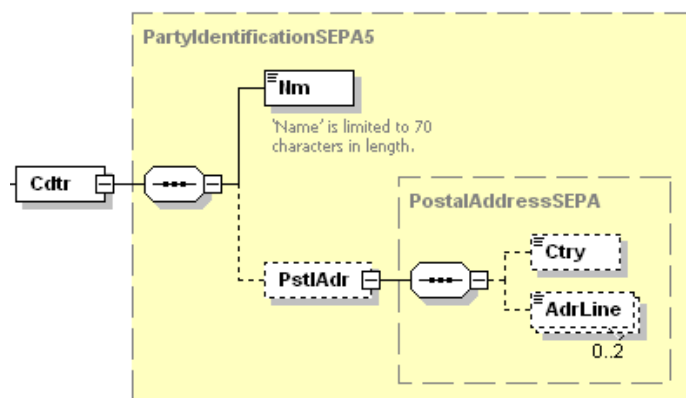 PartyIdentificationSEPA5
Nm
'Name' is limited to 70
characters in length.
Cdtr
PostalAddressSEPA
Ctry
PstlAdr
AdrLine
0..2